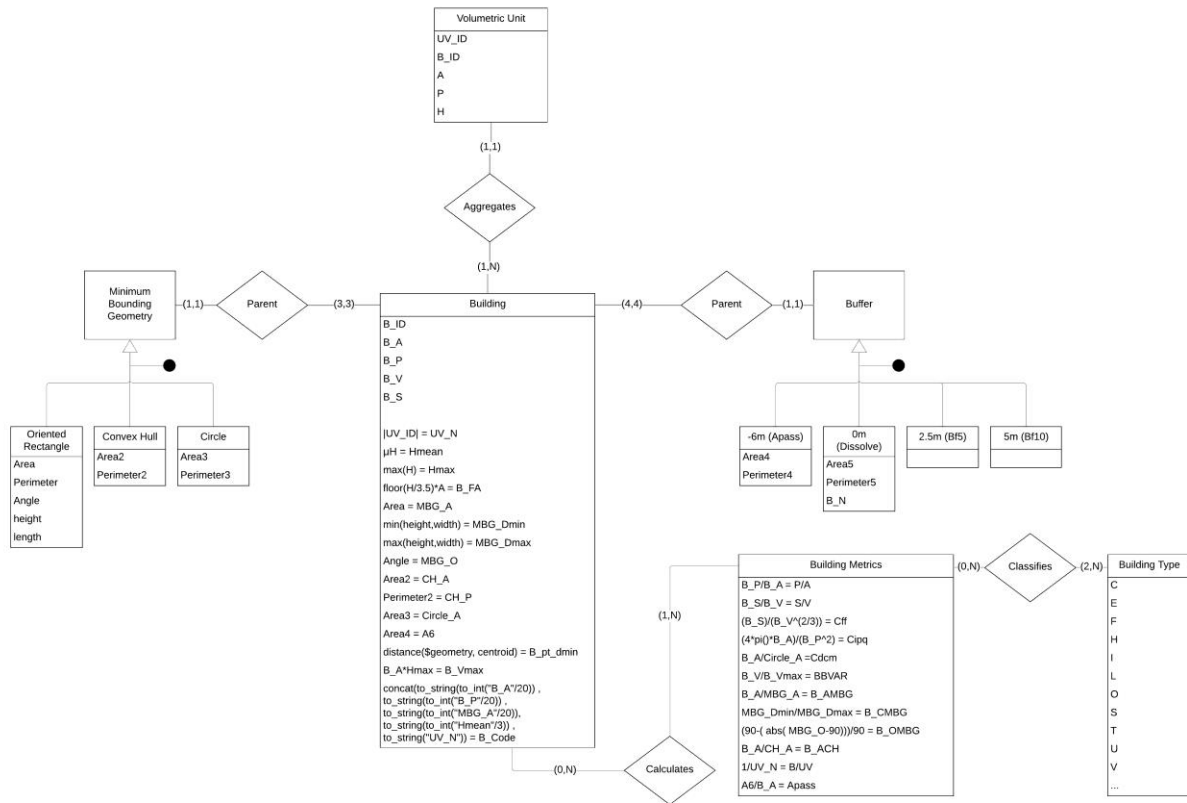 Volumetric Unit
UV_ID
B_ID
A
P
H
(1,1)
Aggregates
(1,N)
Minimum
Bounding
Geometry
(1,1)
Parent
(3,3)
Building
(4,4)
Parent
(1,1)
Buffer
B_ID
B_A
B_P
B_V
B_S
|UV_ID| = UV_N
μH = Hmean
max(H) = Hmax
floor(H/3.5)*A = B_FA
Area = MBG_A
min(height,width) = MBG_Dmin
max(height,width) = MBG_Dmax
Angle = MBG_O
Area2 = CH_A
Perimeter2 = CH_P
Area3 = Circle_A
Area4 = A6
distance($geometry, centroid) = B_pt_dmin
B_A*Hmax = B_Vmax
concat(to_string(to_int("B_A"/20)) ,
to_string(to_int("B_P"/20)) ,
to_string(to_int("MBG_A"/20)),
to_string(to_int("Hmean"/3)) ,
to_string("UV_N")) = B_Code
Oriented
Rectangle
Area
Perimeter
Angle
height
length
Convex Hull
Area2
Perimeter2
Circle
Area3
Perimeter3
-6m (Apass)
Area4
Perimeter4
0m
(Dissolve)
Area5
Perimeter5
B_N
2.5m (Bf5)
5m (Bf10)
(0,N)
Calculates
(1,N)
Building Metrics
B_P/B_A = P/A
B_S/B_V = S/V
(B_S)/(B_V^(2/3)) = Cff
(4*pi()*B_A)/(B_P^2) = Cipq
B_A/Circle_A =Cdcm
B_V/B_Vmax = BBVAR
B_A/MBG_A = B_AMBG
MBG_Dmin/MBG_Dmax = B_CMBG
(90-( abs( MBG_O-90)))/90 = B_OMBG
B_A/CH_A = B_ACH
1/UV_N = B/UV
A6/B_A = Apass
(0,N)
Classifies
(2,N)
Building Type
C
E
F
H
I
L
O
S
T
U
V
...